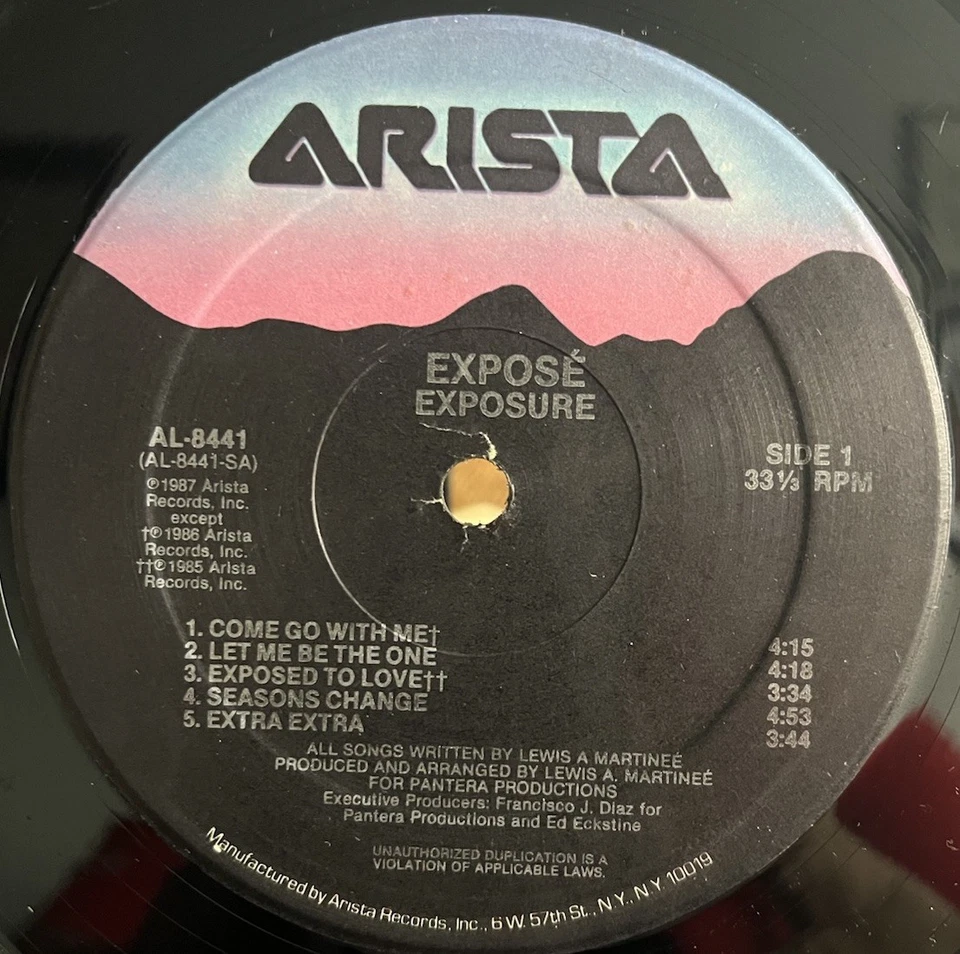 ARISTA
EXPOSÉ
EXPOSURE
AL-8441
(AL-8441-SA)
℗1987 Arista
Records, Inc.
except
†℗1986 Arista
Records, Inc.
††℗1985 Arista
Records, Inc.
SIDE 1
33⅓ RPM
1. COME GO WITH ME† 4:15
2. LET ME BE THE ONE 4:18
3. EXPOSED TO LOVE†† 3:34
4. SEASONS CHANGE 4:53
5. EXTRA EXTRA 3:44
ALL SONGS WRITTEN BY LEWIS A MARTINEÉ
PRODUCED AND ARRANGED BY LEWIS A. MARTINEÉ
FOR PANTERA PRODUCTIONS
Executive Producers: Francisco J. Diaz for
Pantera Productions and Ed Eckstine
UNAUTHORIZED DUPLICATION IS A
VIOLATION OF APPLICABLE LAWS.
Manufactured by Arista Records, Inc., 6 W. 57th St., N.Y., N.Y 10019